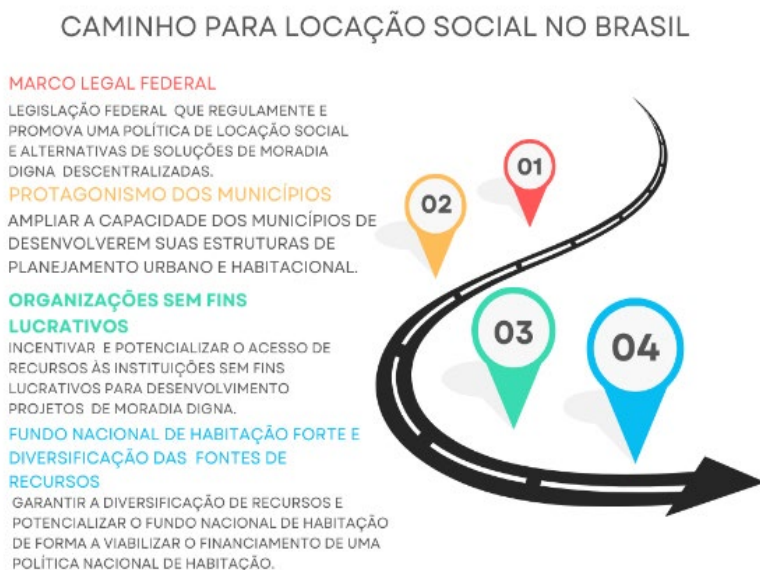 CAMINHO PARA LOCAÇÃO SOCIAL NO BRASIL
MARCO LEGAL FEDERAL
LEGISLAÇÃO FEDERAL QUE REGULAMENTE E
PROMOVA UMA POLÍTICA DE LOCAÇÃO SOCIAL
E ALTERNATIVAS DE SOLUÇÕES DE MORADIA
DIGNA DESCENTRALIZADAS.
PROTAGONISMO DOS MUNICÍPIOS
AMPLIAR A CAPACIDADE DOS MUNICÍPIOS DE
DESENVOLVEREM SUAS ESTRUTURAS DE
PLANEJAMENTO URBANO E HABITACIONAL.
ORGANIZAÇÕES SEM FINS
LUCRATIVOS
INCENTIVAR E POTENCIALIZAR O ACESSO DE
RECURSOS ÀS INSTITUIÇÕES SEM FINS
LUCRATIVOS PARA DESENVOLVIMENTO
PROJETOS DE MORADIA DIGNA.
FUNDO NACIONAL DE HABITAÇÃO FORTE E
DIVERSIFICAÇÃO DAS FONTES DE
RECURSOS
GARANTIR A DIVERSIFICAÇÃO DE RECURSOS E
POTENCIALIZAR O FUNDO NACIONAL DE HABITAÇÃO
DE FORMA A VIABILIZAR O FINANCIAMENTO DE UMA
POLÍTICA NACIONAL DE HABITAÇÃO.
01
02
03
04